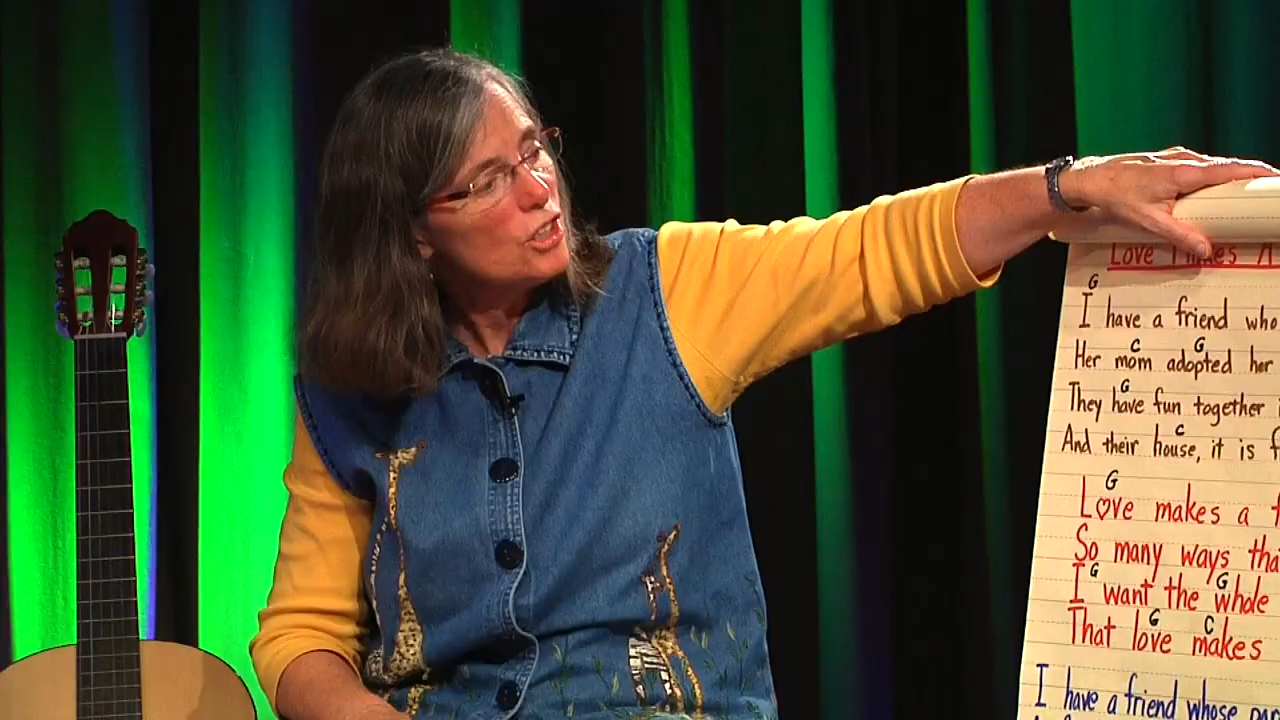 Love Makes A
G
I have a friend who
C G
Her mom adopted her
G
They have fun together
C
And their house, it is f
G
Love makes a
So many ways tha
G G
I want the whole
G C
That love makes
I have a friend whose